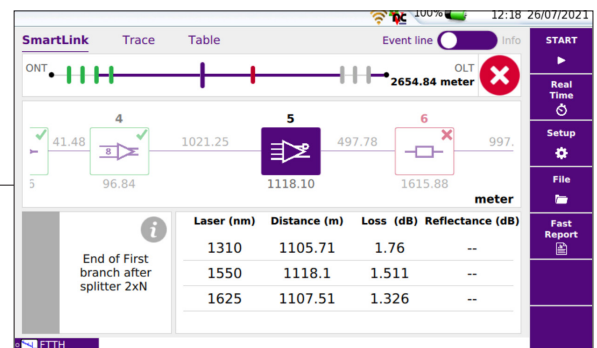 100% 12:18 26/07/2021
SmartLink Trace Table Event line Info START
ONT OLT
2654.84 meter
Real Time
4 5 6
Setup
41.48 8 1021.25 497.78 997.
96.84 1118.10 1615.88
File
meter
Laser (nm) Distance (m) Loss (dB) Reflectance (dB)
Fast Report
i
End of First branch after splitter 2xN
1310 1105.71 1.76 --
1550 1118.1 1.511 --
1625 1107.51 1.326 --
FTTH